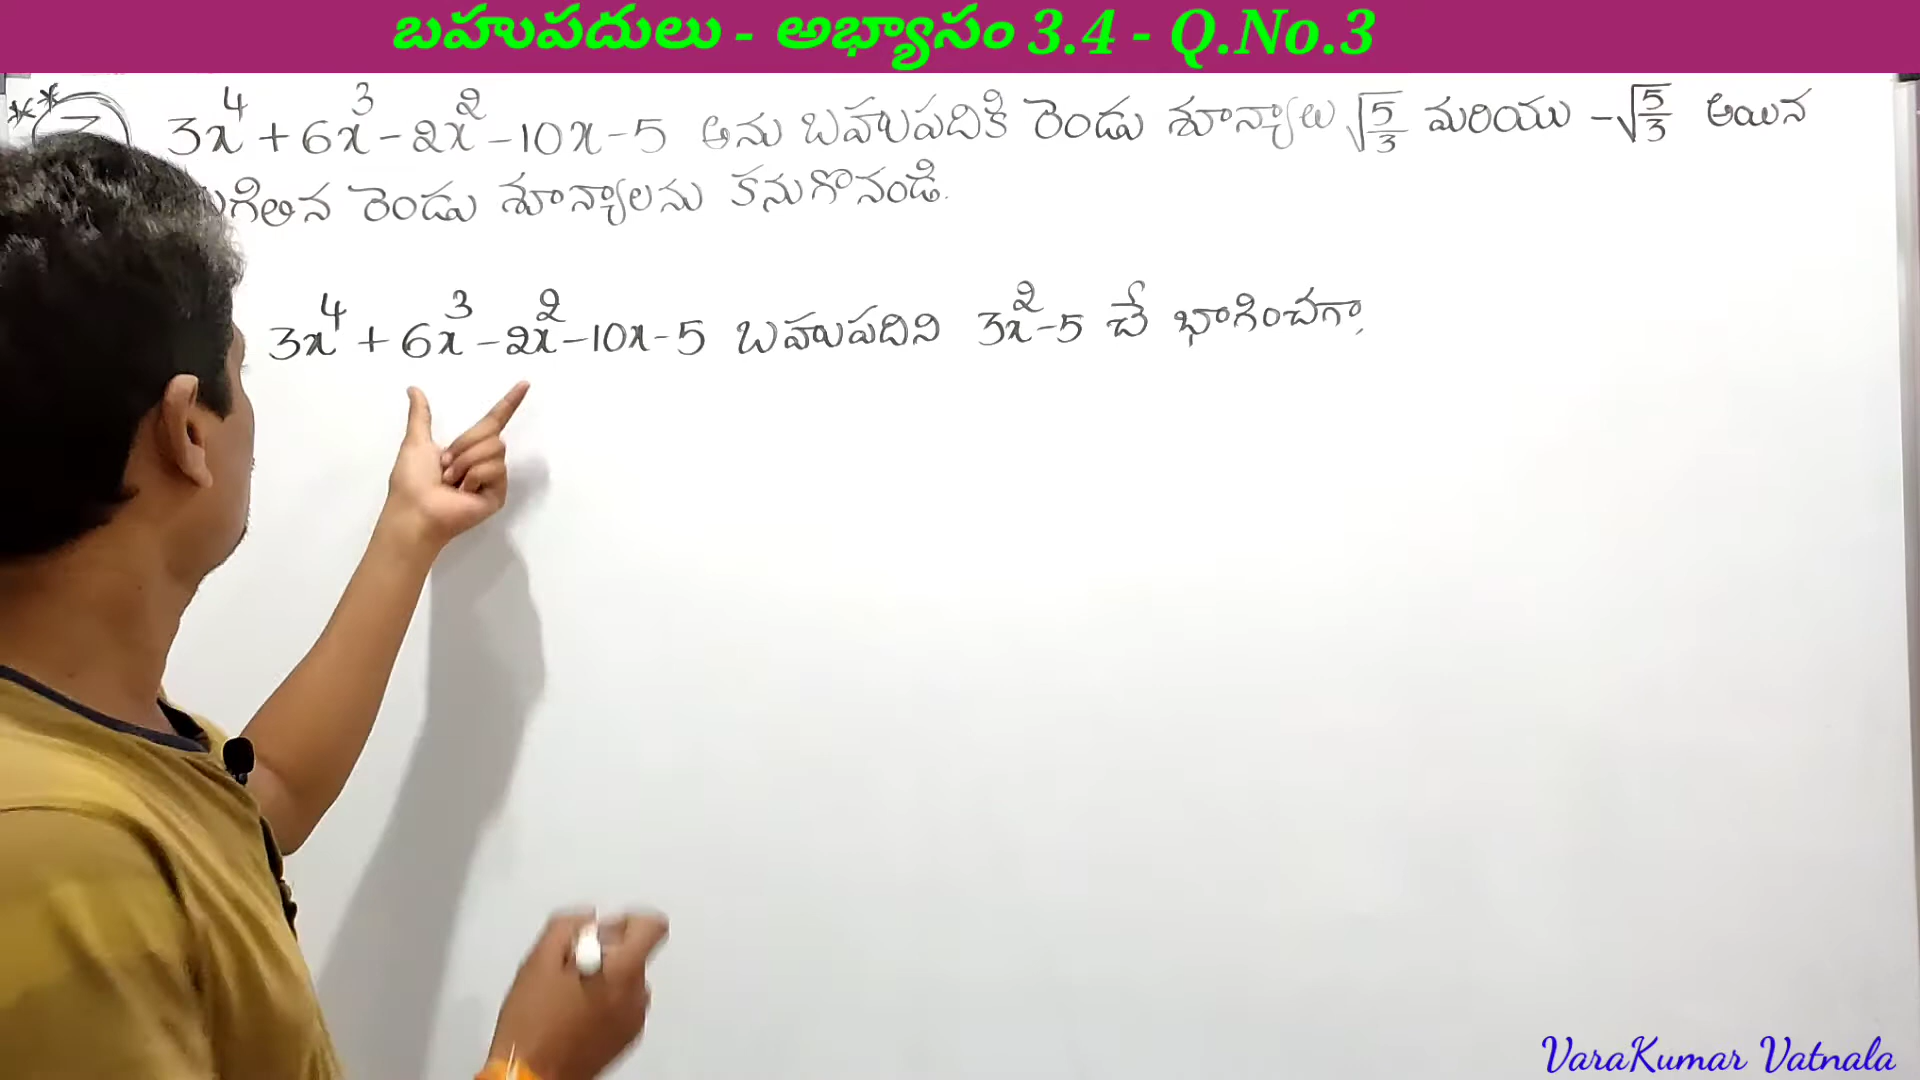 బహుపదులు - అభ్యాసం 3.4 - Q.No.3
3x⁴ + 6x³ - 2x² - 10x - 5 అను బహుపదికి రెండు శూన్యాలు √5/3 మరియు -√5/3 అయిన
రెండు శూన్యాలను కనుగొనండి.
3x⁴ + 6x³ - 2x² - 10x - 5 బహుపదిని 3x² - 5 చే భాగించగా,
VaraKumar Vatnala